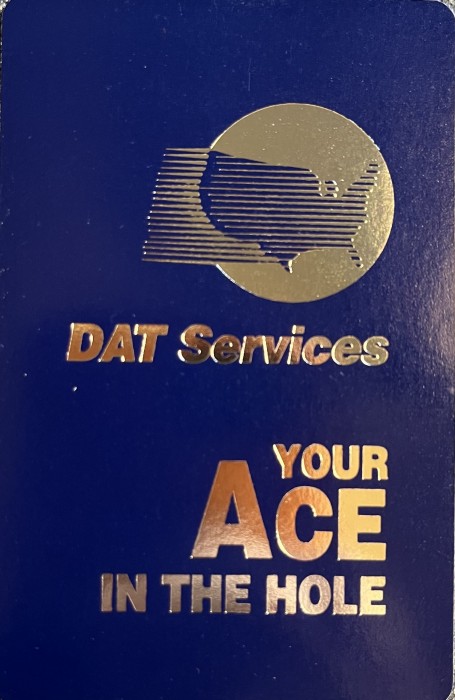 DAT Services
YOUR
ACE
IN THE HOLE